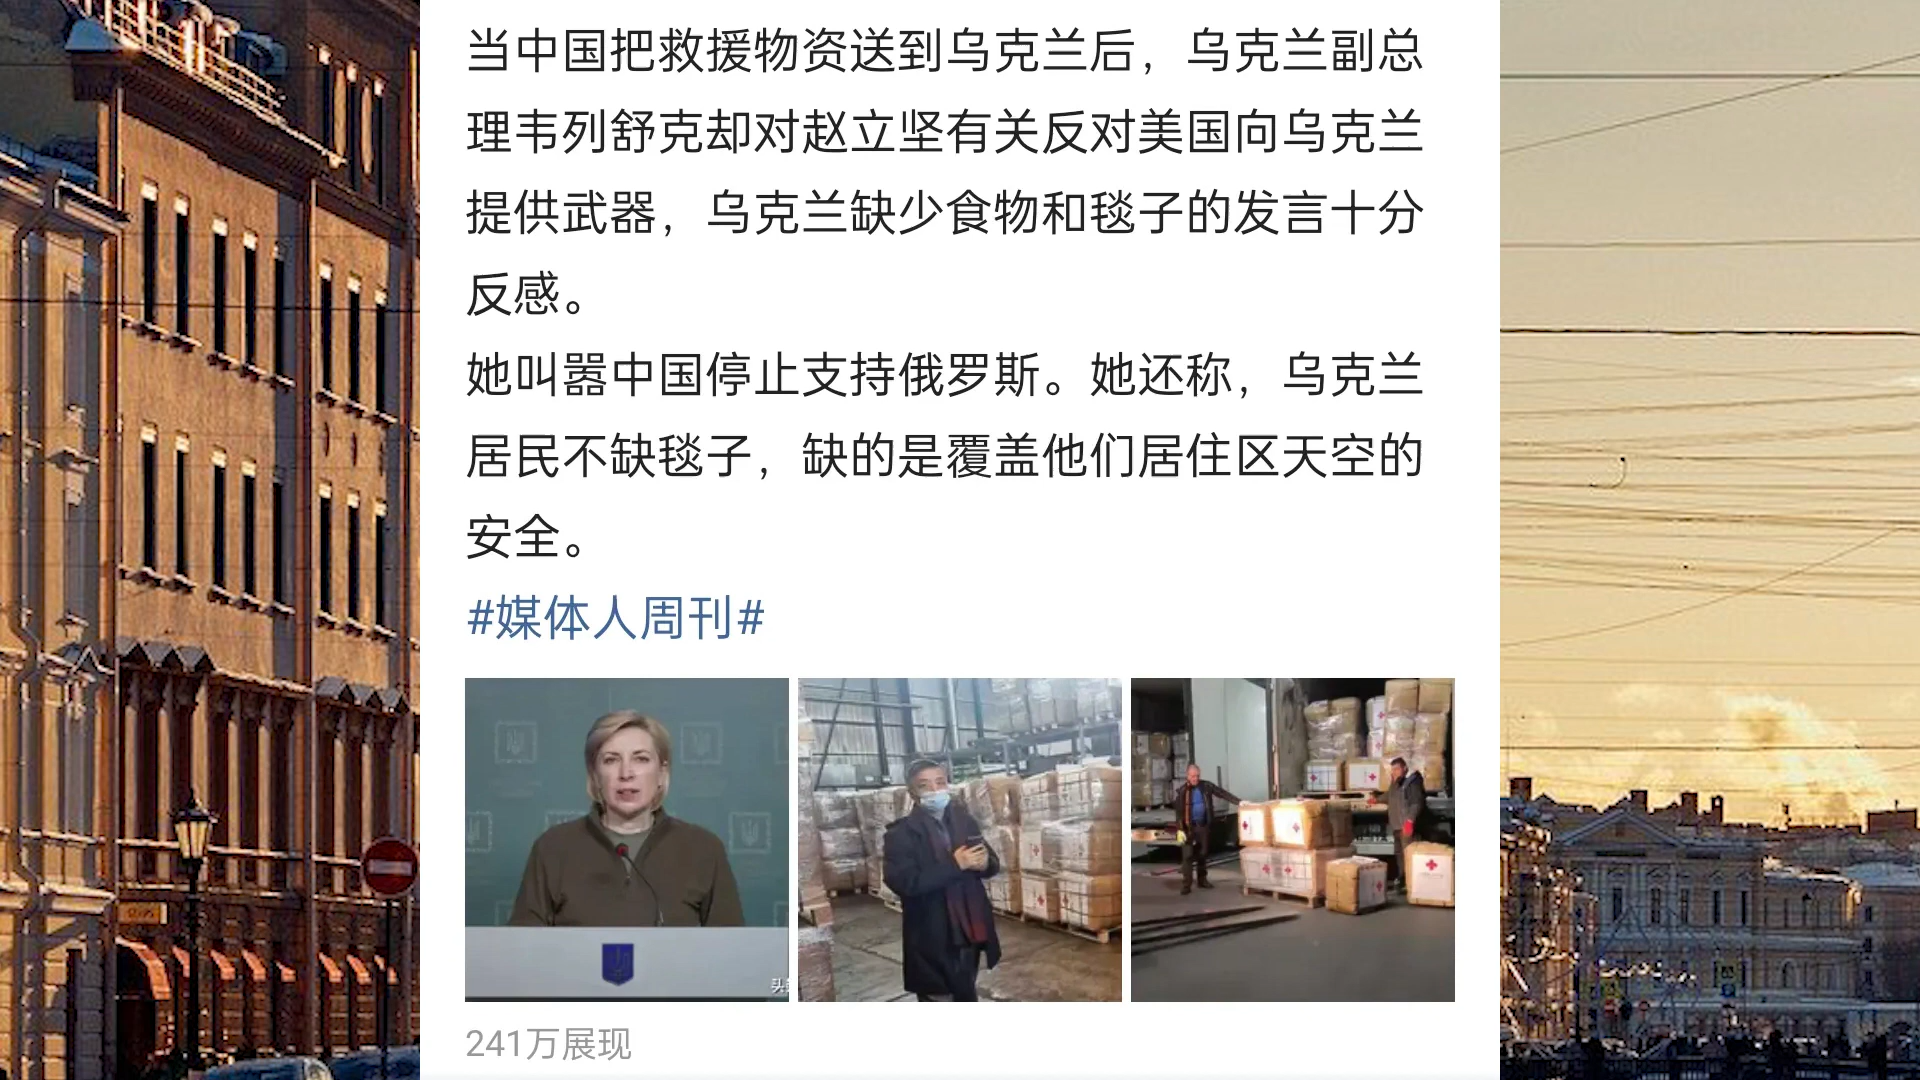 当中国把救援物资送到乌克兰后，乌克兰副总
理韦列舒克却对赵立坚有关反对美国向乌克兰
提供武器，乌克兰缺少食物和毯子的发言十分
反感。
她叫嚣中国停止支持俄罗斯。她还称，乌克兰
居民不缺毯子，缺的是覆盖他们居住区天空的
安全。
#媒体人周刊#
241万展现